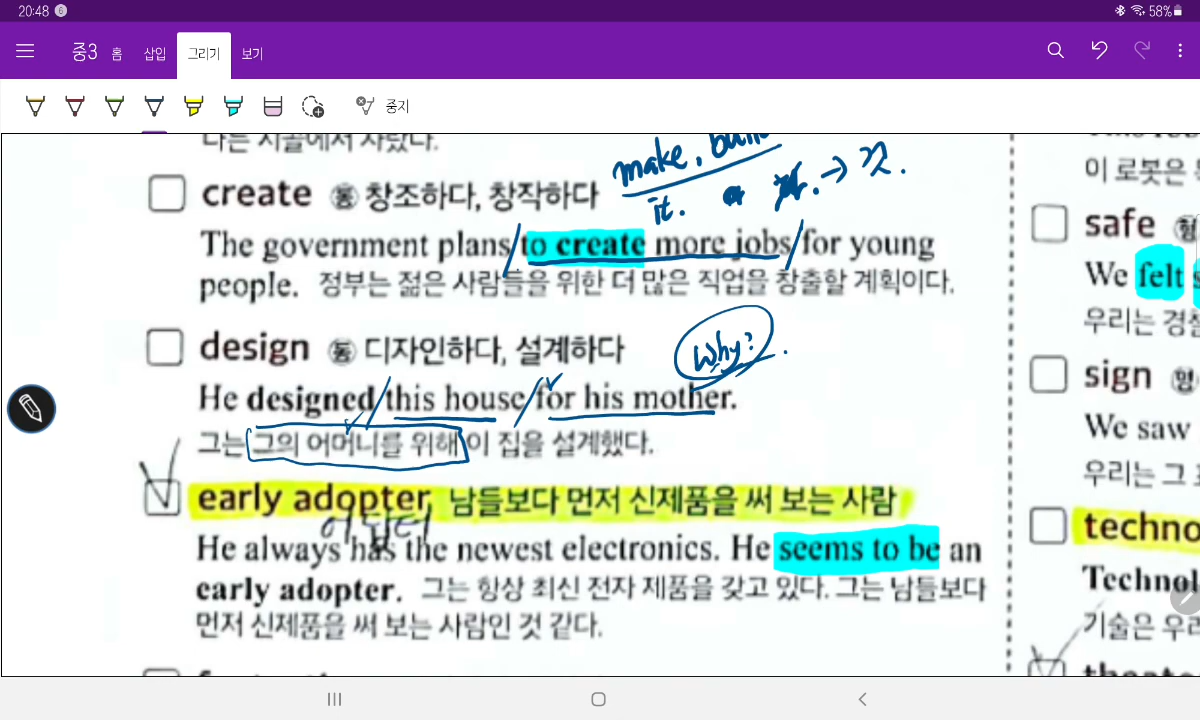 20:48 6 58%
중3 홈 삽입 그리기 보기
중지
나는 시골에서 자랐다.
make, build
it.
create 동 창조하다, 창작하다
The government plans to create more jobs for young
people. 정부는 젊은 사람들을 위한 더 많은 직업을 창출할 계획이다.
Why?
design 동 디자인하다, 설계하다
He designed this house for his mother.
그는 그의 어머니를 위해 이 집을 설계했다.
early adopter 남들보다 먼저 신제품을 써 보는 사람
어답터
He always has the newest electronics. He seems to be an
early adopter. 그는 항상 최신 전자 제품을 갖고 있다. 그는 남들보다
먼저 신제품을 써 보는 사람인 것 같다.
이 로봇은
safe 형
We felt
우리는
sign 명
We saw
우리는 그
techno
Technol
기술은 우리